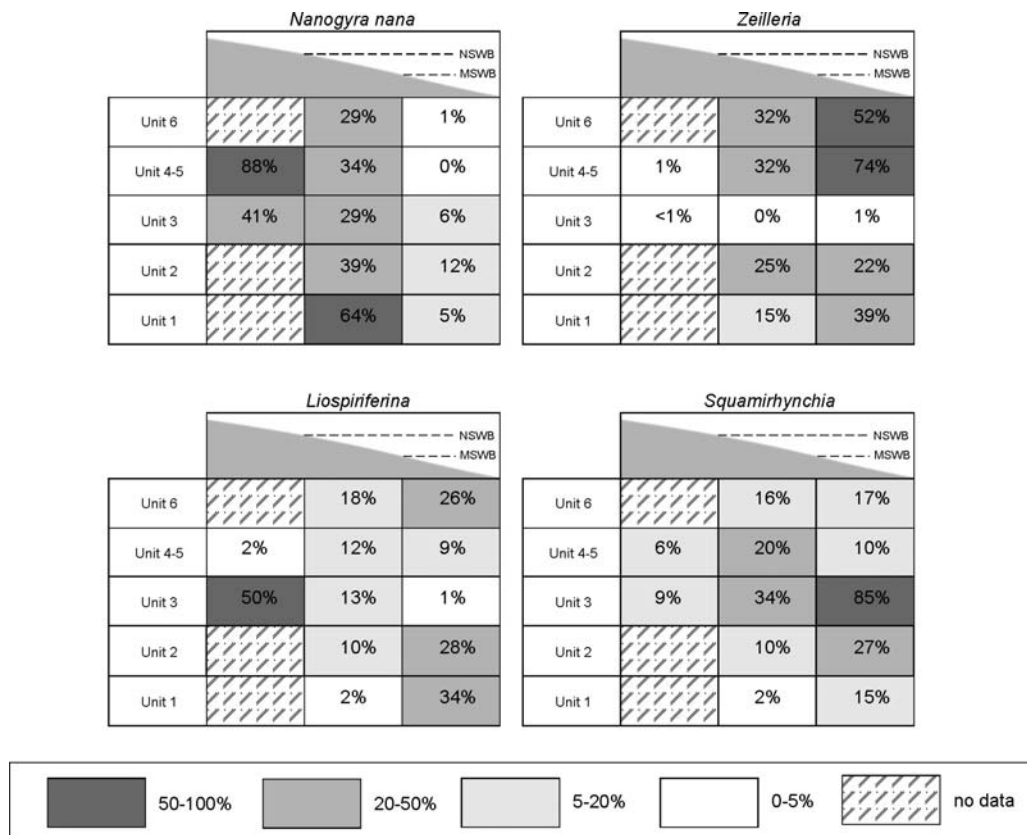 Nanogyra nana
NSWB
MSWB
Unit 6 29% 1%
Unit 4-5 88% 34% 0%
Unit 3 41% 29% 6%
Unit 2 39% 12%
Unit 1 64% 5%
Zeilleria
NSWB
MSWB
Unit 6 32% 52%
Unit 4-5 1% 32% 74%
Unit 3 <1% 0% 1%
Unit 2 25% 22%
Unit 1 15% 39%
Liospiriferina
NSWB
MSWB
Unit 6 18% 26%
Unit 4-5 2% 12% 9%
Unit 3 50% 13% 1%
Unit 2 10% 28%
Unit 1 2% 34%
Squamirhynchia
NSWB
MSWB
Unit 6 16% 17%
Unit 4-5 6% 20% 10%
Unit 3 9% 34% 85%
Unit 2 10% 27%
Unit 1 2% 15%
50-100% 20-50% 5-20% 0-5% no data